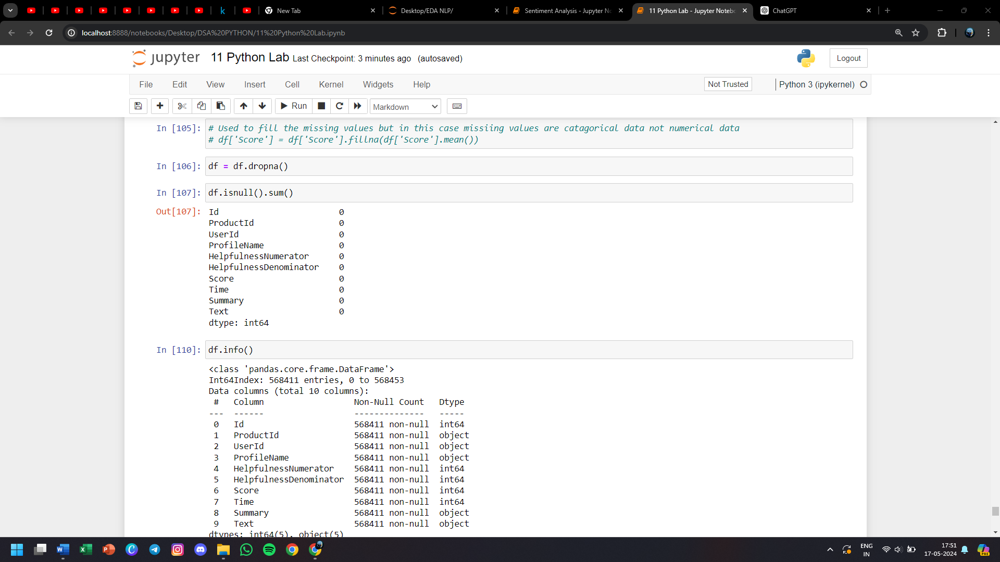 New Tab
Desktop/EDA NLP/
Sentiment Analysis - Jupyter No
11 Python Lab - Jupyter Notebo
ChatGPT
localhost:8888/notebooks/Desktop/DSA%20PYTHON/11%20Python%20Lab.ipynb
jupyter 11 Python Lab Last Checkpoint: 3 minutes ago (autosaved)
Logout
File Edit View Insert Cell Kernel Widgets Help
Not Trusted
Python 3 (ipykernel)
Run
Markdown
In [105]: # Used to fill the missing values but in this case missiing values are catagorical data not numerical data
# df['Score'] = df['Score'].fillna(df['Score'].mean())
In [106]: df = df.dropna()
In [107]: df.isnull().sum()
Out[107]: Id 0
ProductId 0
UserId 0
ProfileName 0
HelpfulnessNumerator 0
HelpfulnessDenominator 0
Score 0
Time 0
Summary 0
Text 0
dtype: int64
In [110]: df.info()
<class 'pandas.core.frame.DataFrame'>
Int64Index: 568411 entries, 0 to 568453
Data columns (total 10 columns):
# Column Non-Null Count Dtype
--- ------ -------------- -----
0 Id 568411 non-null int64
1 ProductId 568411 non-null object
2 UserId 568411 non-null object
3 ProfileName 568411 non-null object
4 HelpfulnessNumerator 568411 non-null int64
5 HelpfulnessDenominator 568411 non-null int64
6 Score 568411 non-null int64
7 Time 568411 non-null int64
8 Summary 568411 non-null object
9 Text 568411 non-null object
dtypes: int64(5), object(5)
ENG
IN
17:51
17-05-2024